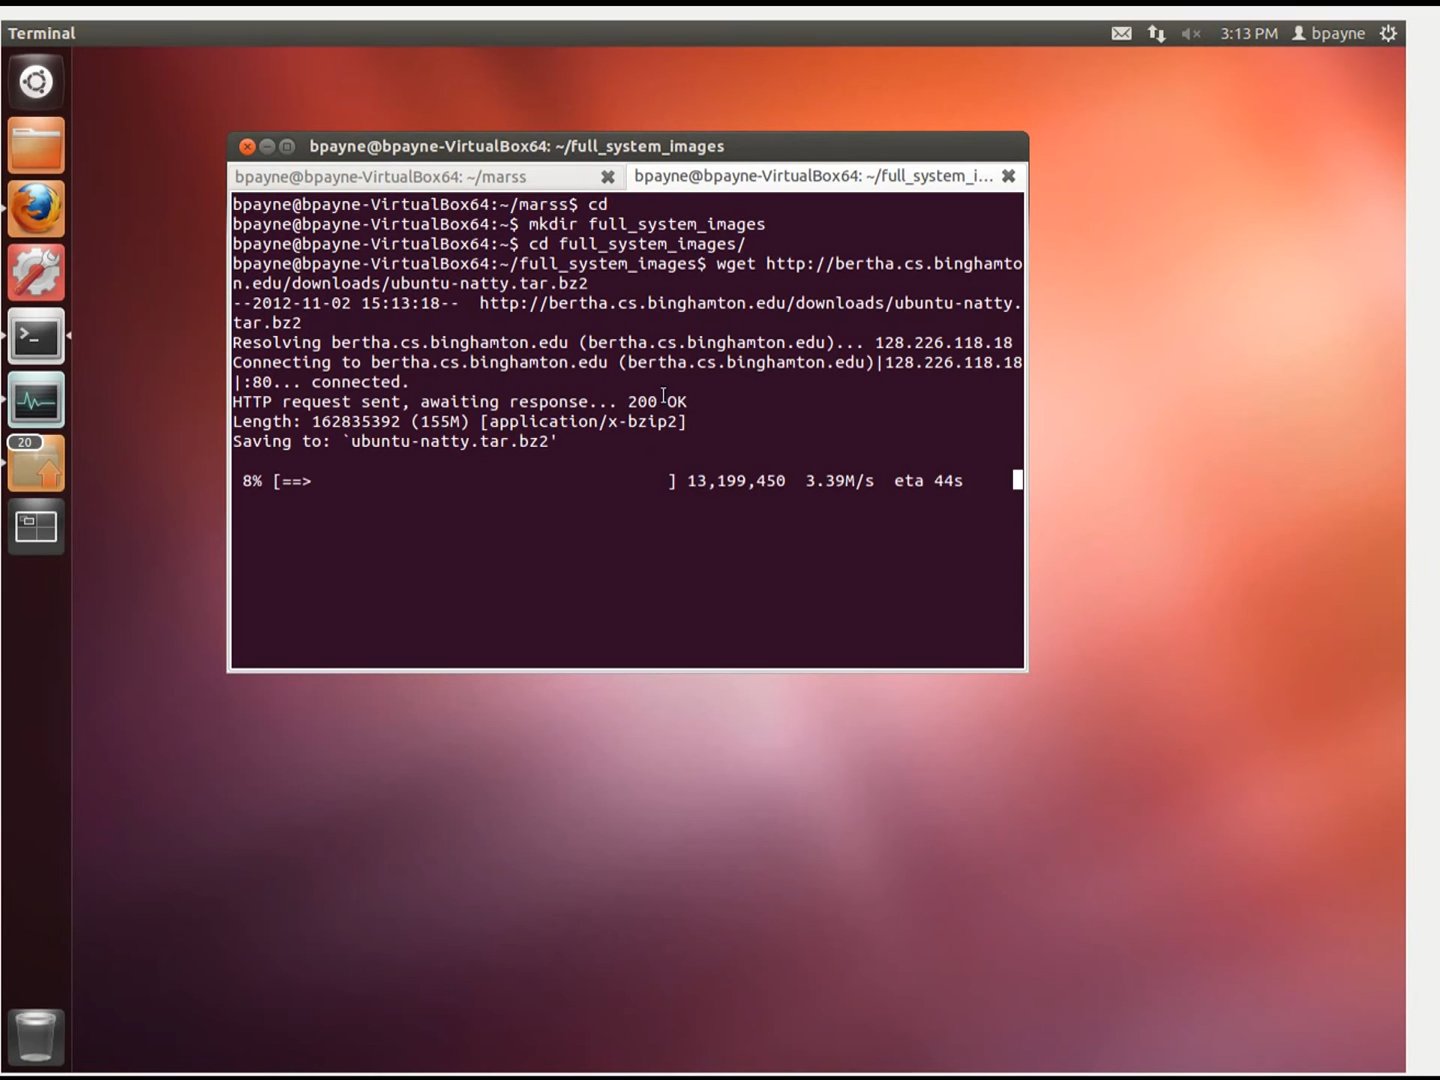 Terminal
3:13 PM bpayne
bpayne@bpayne-VirtualBox64: ~/full_system_images
bpayne@bpayne-VirtualBox64: ~/marss
bpayne@bpayne-VirtualBox64: ~/full_system_i...
bpayne@bpayne-VirtualBox64:~/marss$ cd
bpayne@bpayne-VirtualBox64:~$ mkdir full_system_images
bpayne@bpayne-VirtualBox64:~$ cd full_system_images/
bpayne@bpayne-VirtualBox64:~/full_system_images$ wget http://bertha.cs.binghamto
n.edu/downloads/ubuntu-natty.tar.bz2
--2012-11-02 15:13:18--  http://bertha.cs.binghamton.edu/downloads/ubuntu-natty.
tar.bz2
Resolving bertha.cs.binghamton.edu (bertha.cs.binghamton.edu)... 128.226.118.18
Connecting to bertha.cs.binghamton.edu (bertha.cs.binghamton.edu)|128.226.118.18
|:80... connected.
HTTP request sent, awaiting response... 200 OK
Length: 162835392 (155M) [application/x-bzip2]
Saving to: `ubuntu-natty.tar.bz2'
8% [==>                                    ] 13,199,450  3.39M/s  eta 44s
20